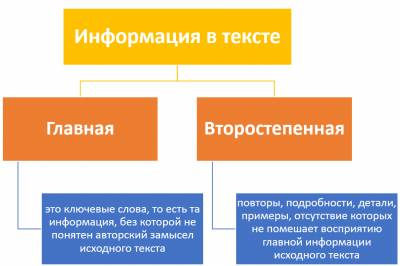 Информация в тексте
Главная
Второстепенная
это ключевые слова, то есть та
информация, без которой не
понятен авторский замысел
исходного текста
повторы, подробности, детали,
примеры, отсутствие которых
не помешает восприятию
главной информации
исходного текста